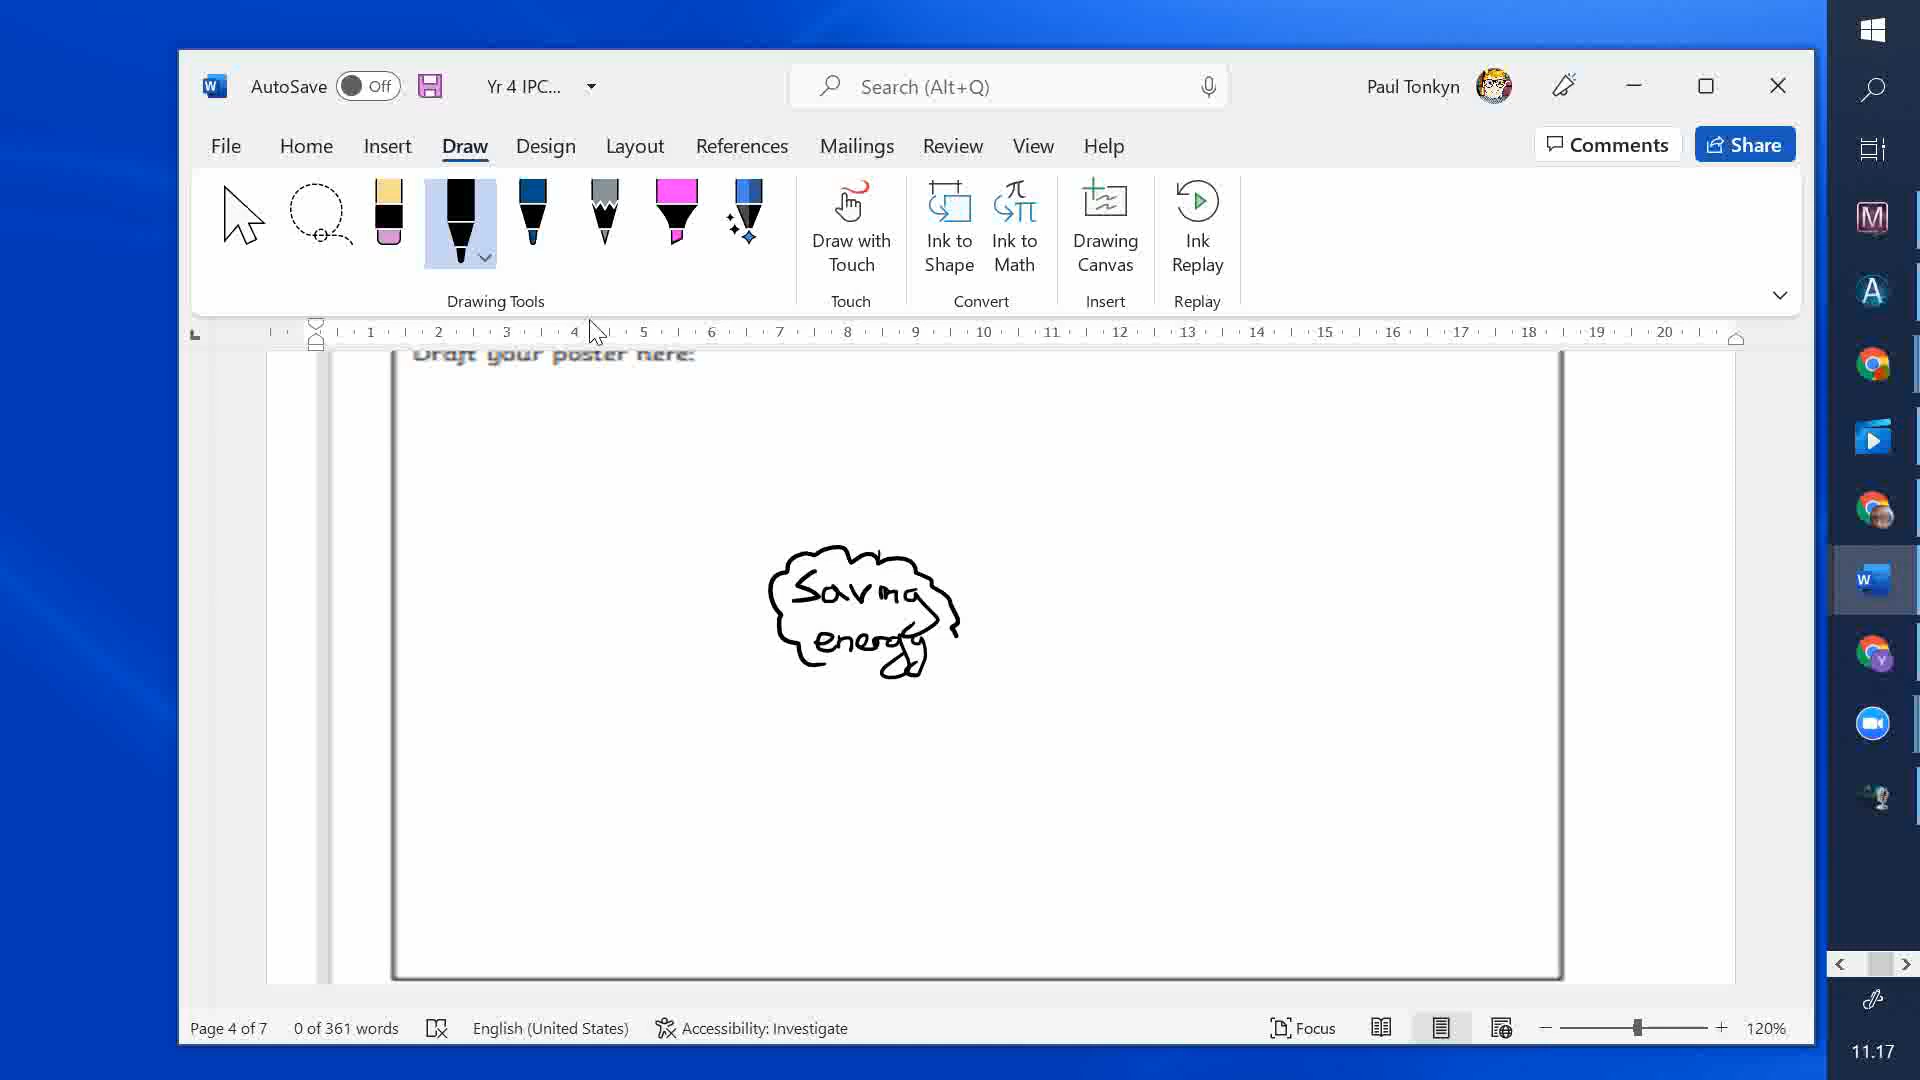 AutoSave Off Yr 4 IPC... Search (Alt+Q) Paul Tonkyn
File Home Insert Draw Design Layout References Mailings Review View Help Comments Share
Draw with Touch
Ink to Shape
Ink to Math
Drawing Canvas
Ink Replay
Drawing Tools Touch Convert Insert Replay
1 2 3 4 5 6 7 8 9 10 11 12 13 14 15 16 17 18 19 20
Draft your poster here:
Saving
energy
Page 4 of 7 0 of 361 words English (United States) Accessibility: Investigate Focus 120%
11.17